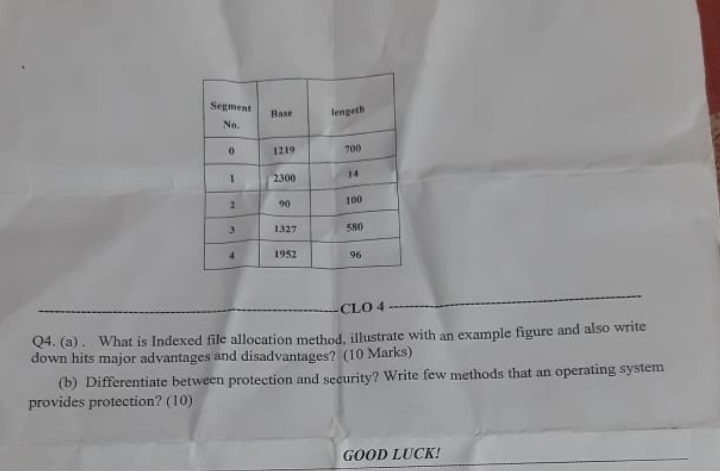 Segment No. Base lengeth
0 1219 700
1 2300 14
2 90 100
3 1327 580
4 1952 96
CLO 4
Q4. (a) . What is Indexed file allocation method, illustrate with an example figure and also write
down hits major advantages and disadvantages? (10 Marks)
(b) Differentiate between protection and security? Write few methods that an operating system
provides protection? (10)
GOOD LUCK!